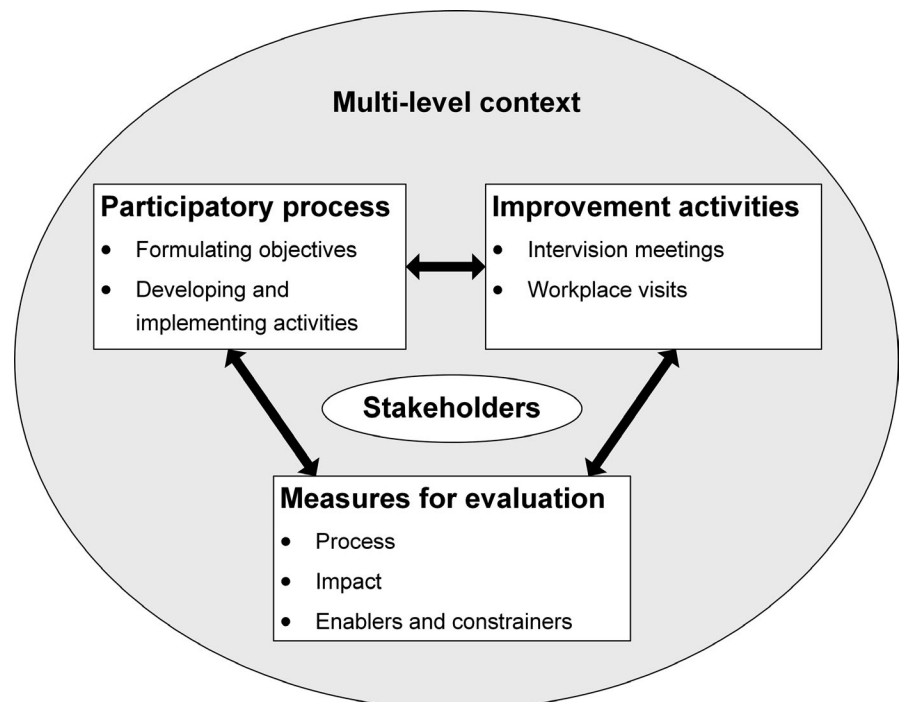 Multi-level context
Participatory process
• Formulating objectives
• Developing and
implementing activities
Improvement activities
• Intervision meetings
• Workplace visits
Stakeholders
Measures for evaluation
• Process
• Impact
• Enablers and constrainers